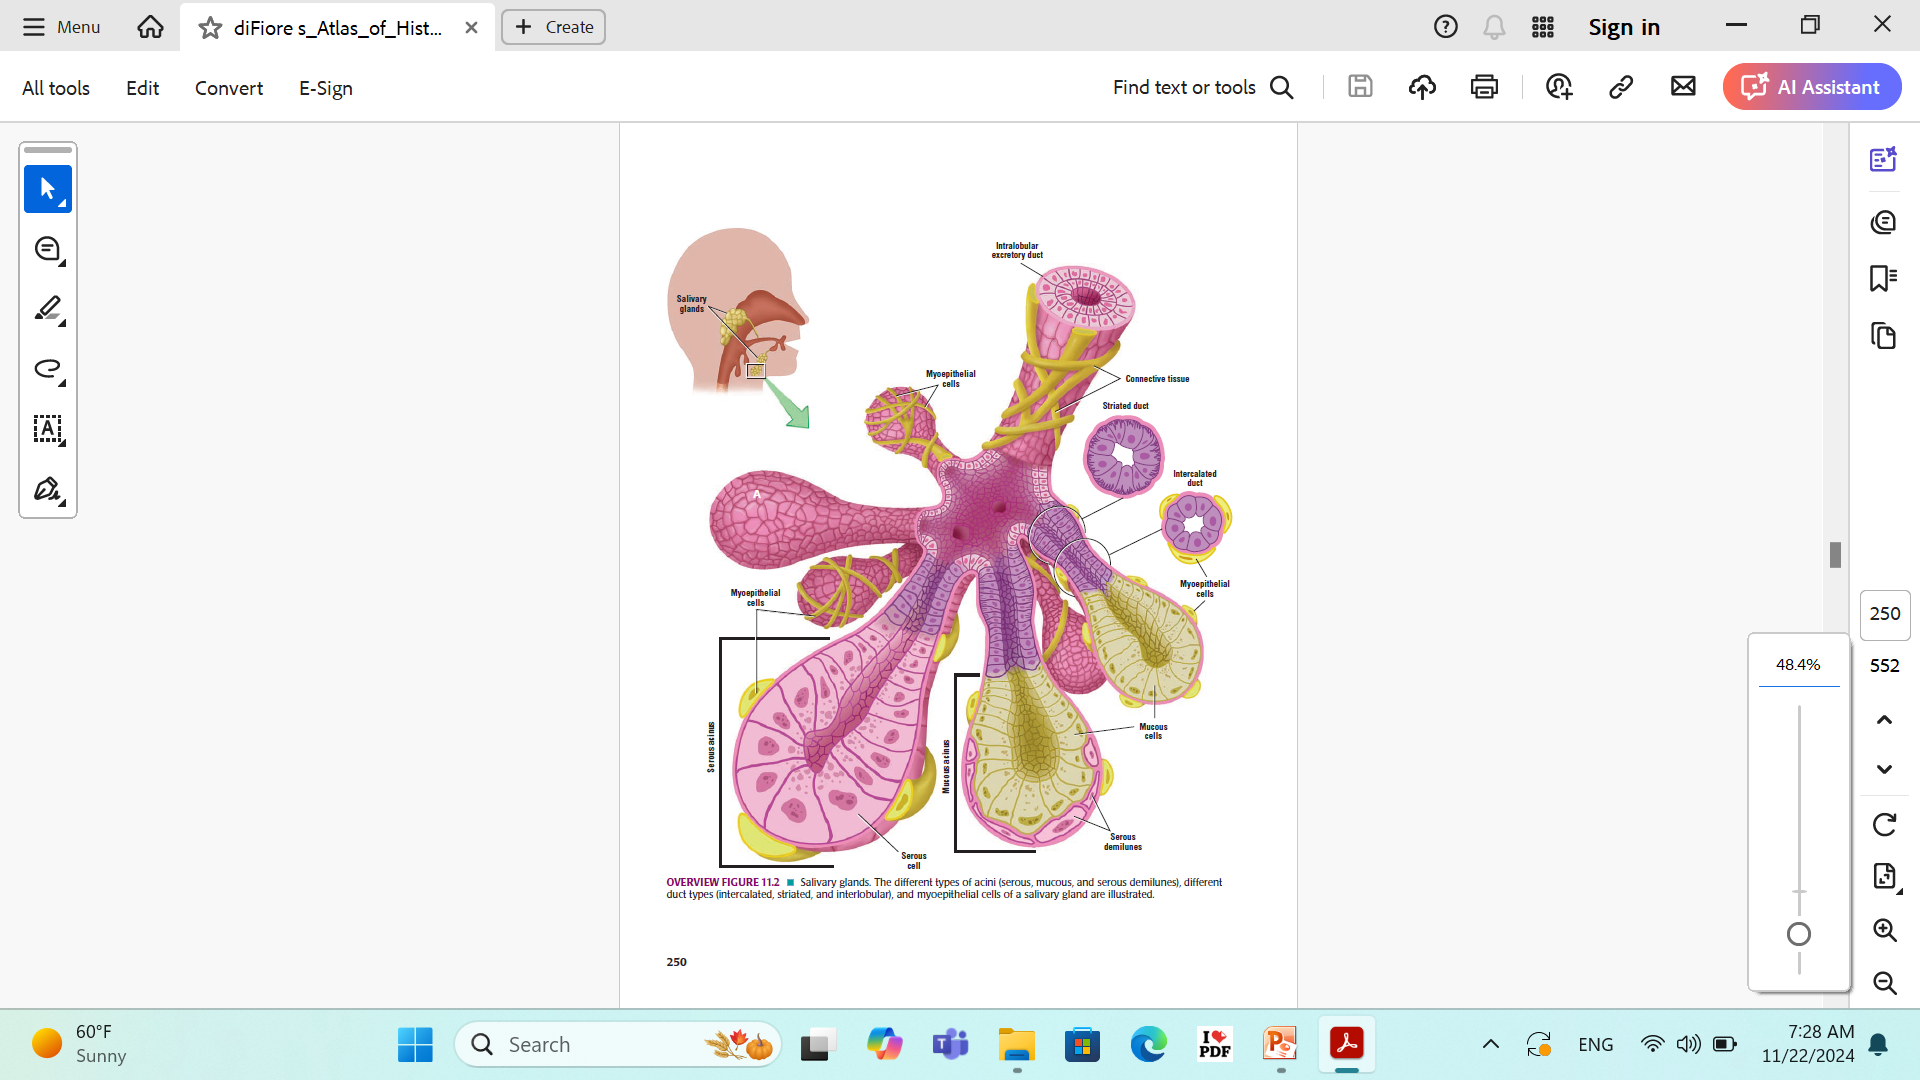 Menu
diFiore s_Atlas_of_Hist...
Create
Sign in
All tools
Edit
Convert
E-Sign
Find text or tools
AI Assistant
Intralobular
excretory duct
Salivary
glands
Myoepithelial
cells
Connective tissue
Striated duct
Intercalated
duct
A
Myoepithelial
cells
Myoepithelial
cells
Serous acinus
Mucous acinus
Mucous
cells
Serous
demilunes
Serous
cell
OVERVIEW FIGURE 11.2 ■ Salivary glands. The different types of acini (serous, mucous, and serous demilunes), different
duct types (intercalated, striated, and interlobular), and myoepithelial cells of a salivary gland are illustrated.
250
250
552
48.4%
60°F
Sunny
Search
I PDF
P
ENG
7:28 AM
11/22/2024